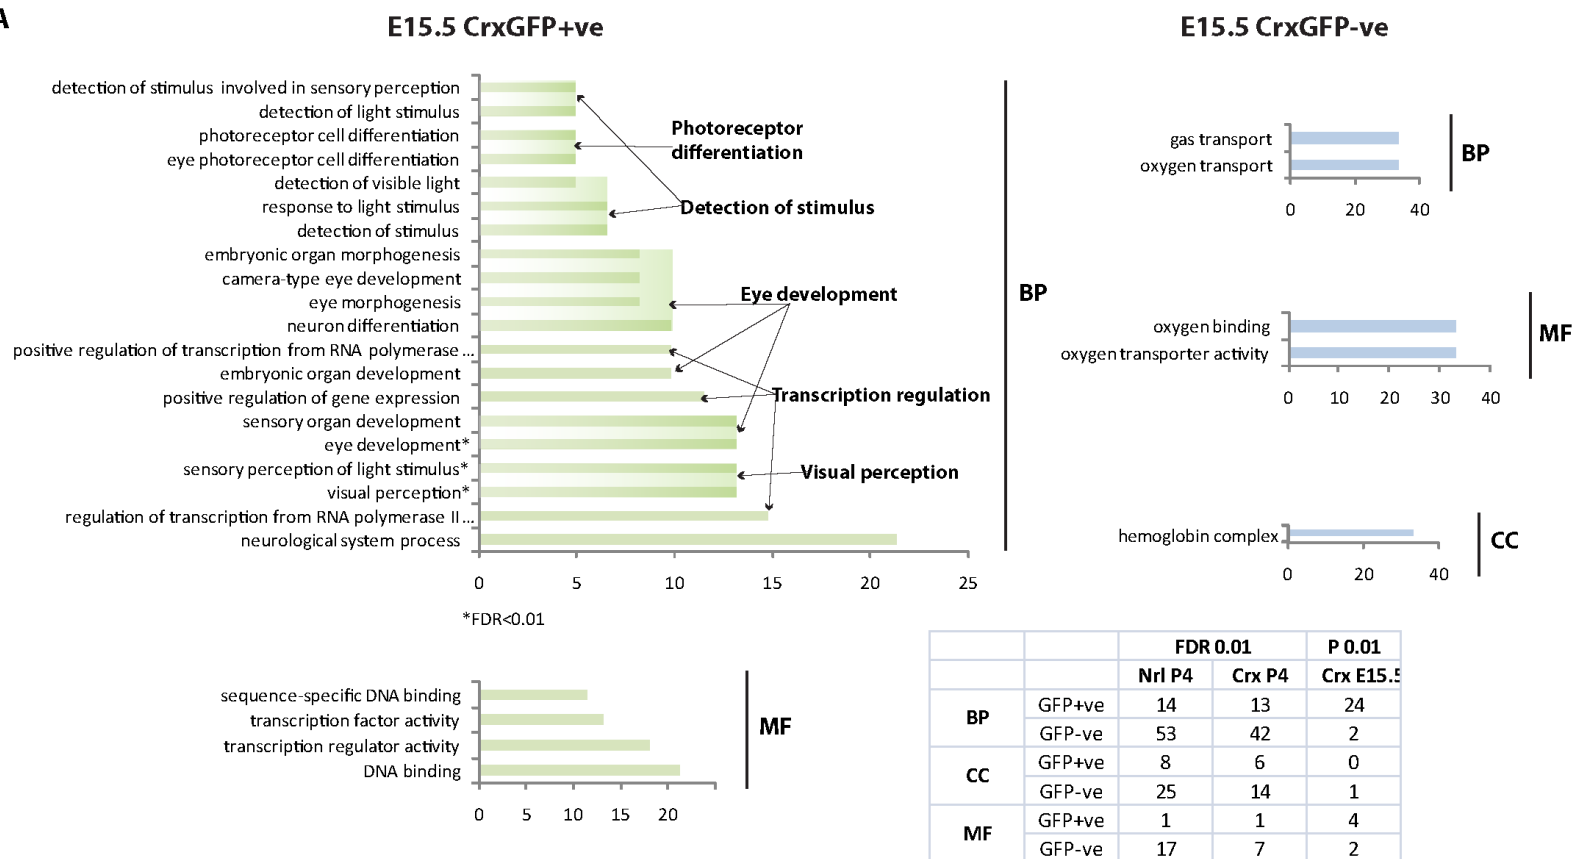 A
E15.5 CrxGFP+ve
detection of stimulus involved in sensory perception
detection of light stimulus
photoreceptor cell differentiation
eye photoreceptor cell differentiation
detection of visible light
response to light stimulus
detection of stimulus
embryonic organ morphogenesis
camera-type eye development
eye morphogenesis
neuron differentiation
positive regulation of transcription from RNA polymerase ...
embryonic organ development
positive regulation of gene expression
sensory organ development
eye development*
sensory perception of light stimulus*
visual perception*
regulation of transcription from RNA polymerase II ...
neurological system process
0 5 10 15 20 25
*FDR<0.01
Photoreceptor
differentiation
Detection of stimulus
Eye development
Transcription regulation
Visual perception
BP
sequence-specific DNA binding
transcription factor activity
transcription regulator activity
DNA binding
0 5 10 15 20
MF
E15.5 CrxGFP-ve
gas transport
oxygen transport
0 20 40
BP
oxygen binding
oxygen transporter activity
0 10 20 30 40
MF
hemoglobin complex
0 20 40
CC
FDR 0.01 P 0.01
Nrl P4 Crx P4 Crx E15.5
BP GFP+ve 14 13 24
GFP-ve 53 42 2
CC GFP+ve 8 6 0
GFP-ve 25 14 1
MF GFP+ve 1 1 4
GFP-ve 17 7 2